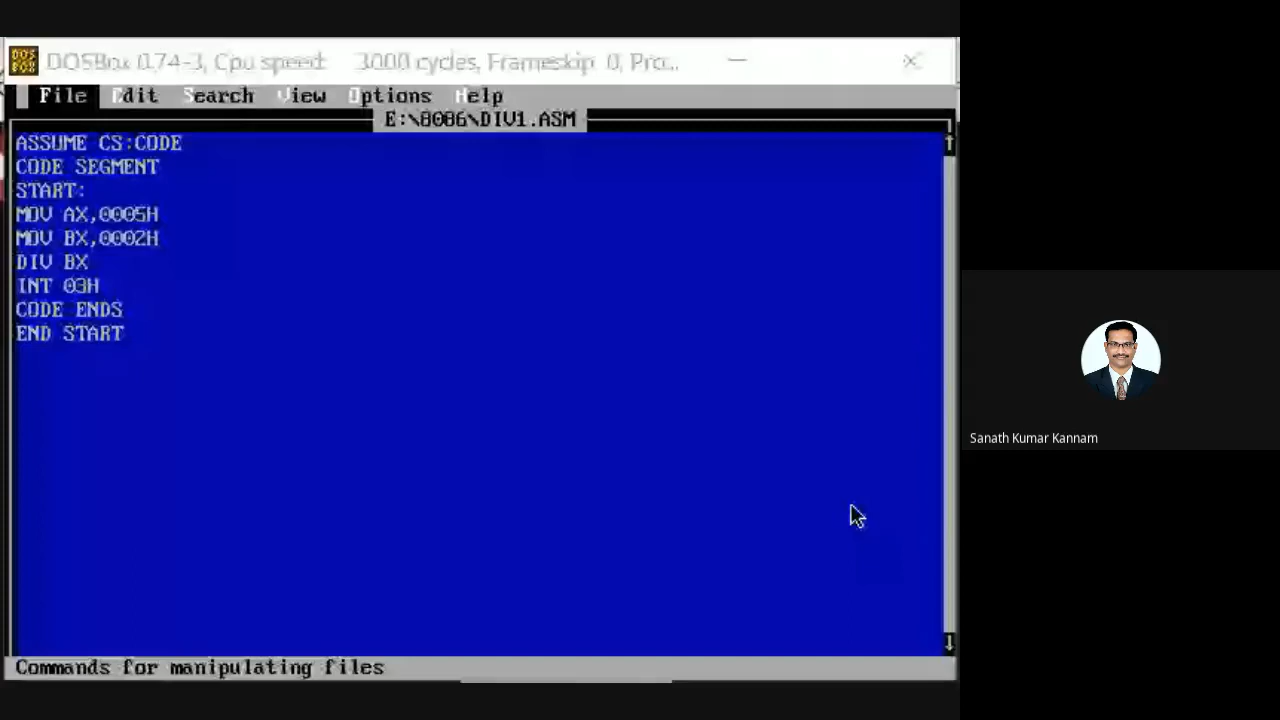 DOSBox 0.74-3, Cpu speed: 3000 cycles, Frameskip 0, Pro...
File Edit Search View Options Help
E:\8086\DIV1.ASM
ASSUME CS:CODE
CODE SEGMENT
START:
MOV AX,0005H
MOV BX,0002H
DIV BX
INT 03H
CODE ENDS
END START
Commands for manipulating files
Sanath Kumar Kannam